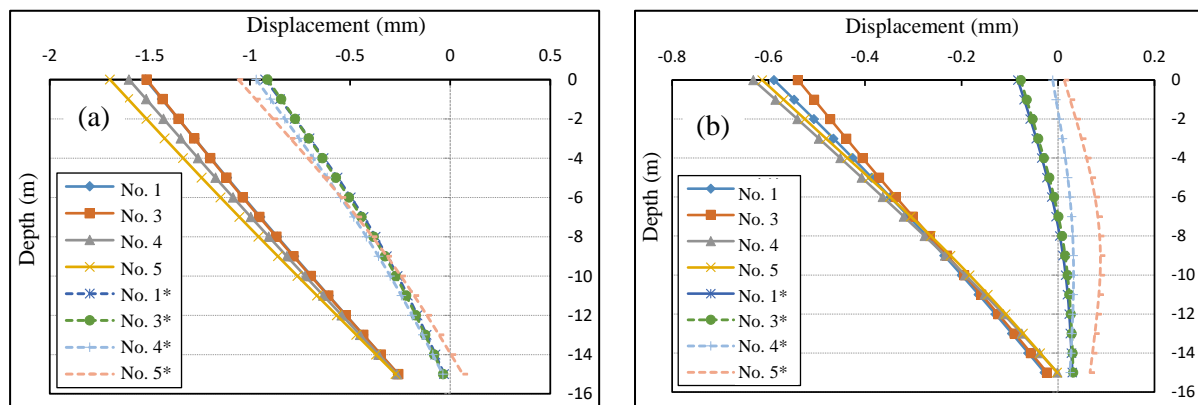 Displacement (mm)
-2 -1.5 -1 -0.5 0 0.5
(a)
Depth (m)
0
-2
-4
-6
-8
-10
-12
-14
-16
No. 1
No. 3
No. 4
No. 5
No. 1*
No. 3*
No. 4*
No. 5*
Displacement (mm)
-0.8 -0.6 -0.4 -0.2 0 0.2
(b)
Depth (m)
0
-2
-4
-6
-8
-10
-12
-14
-16
No. 1
No. 3
No. 4
No. 5
No. 1*
No. 3*
No. 4*
No. 5*